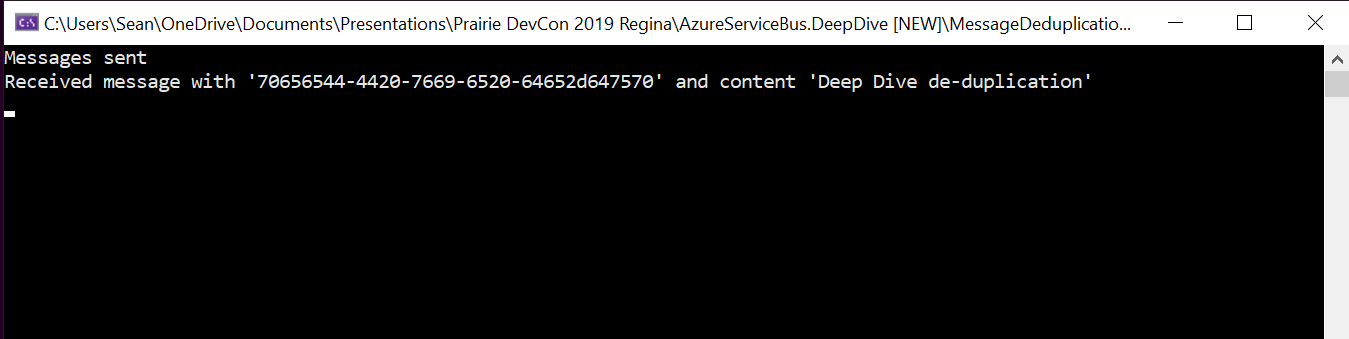 C:\Users\Sean\OneDrive\Documents\Presentations\Prairie DevCon 2019 Regina\AzureServiceBus.DeepDive [NEW]\MessageDeduplicatio...
Messages sent
Received message with '70656544-4420-7669-6520-64652d647570' and content 'Deep Dive de-duplication'